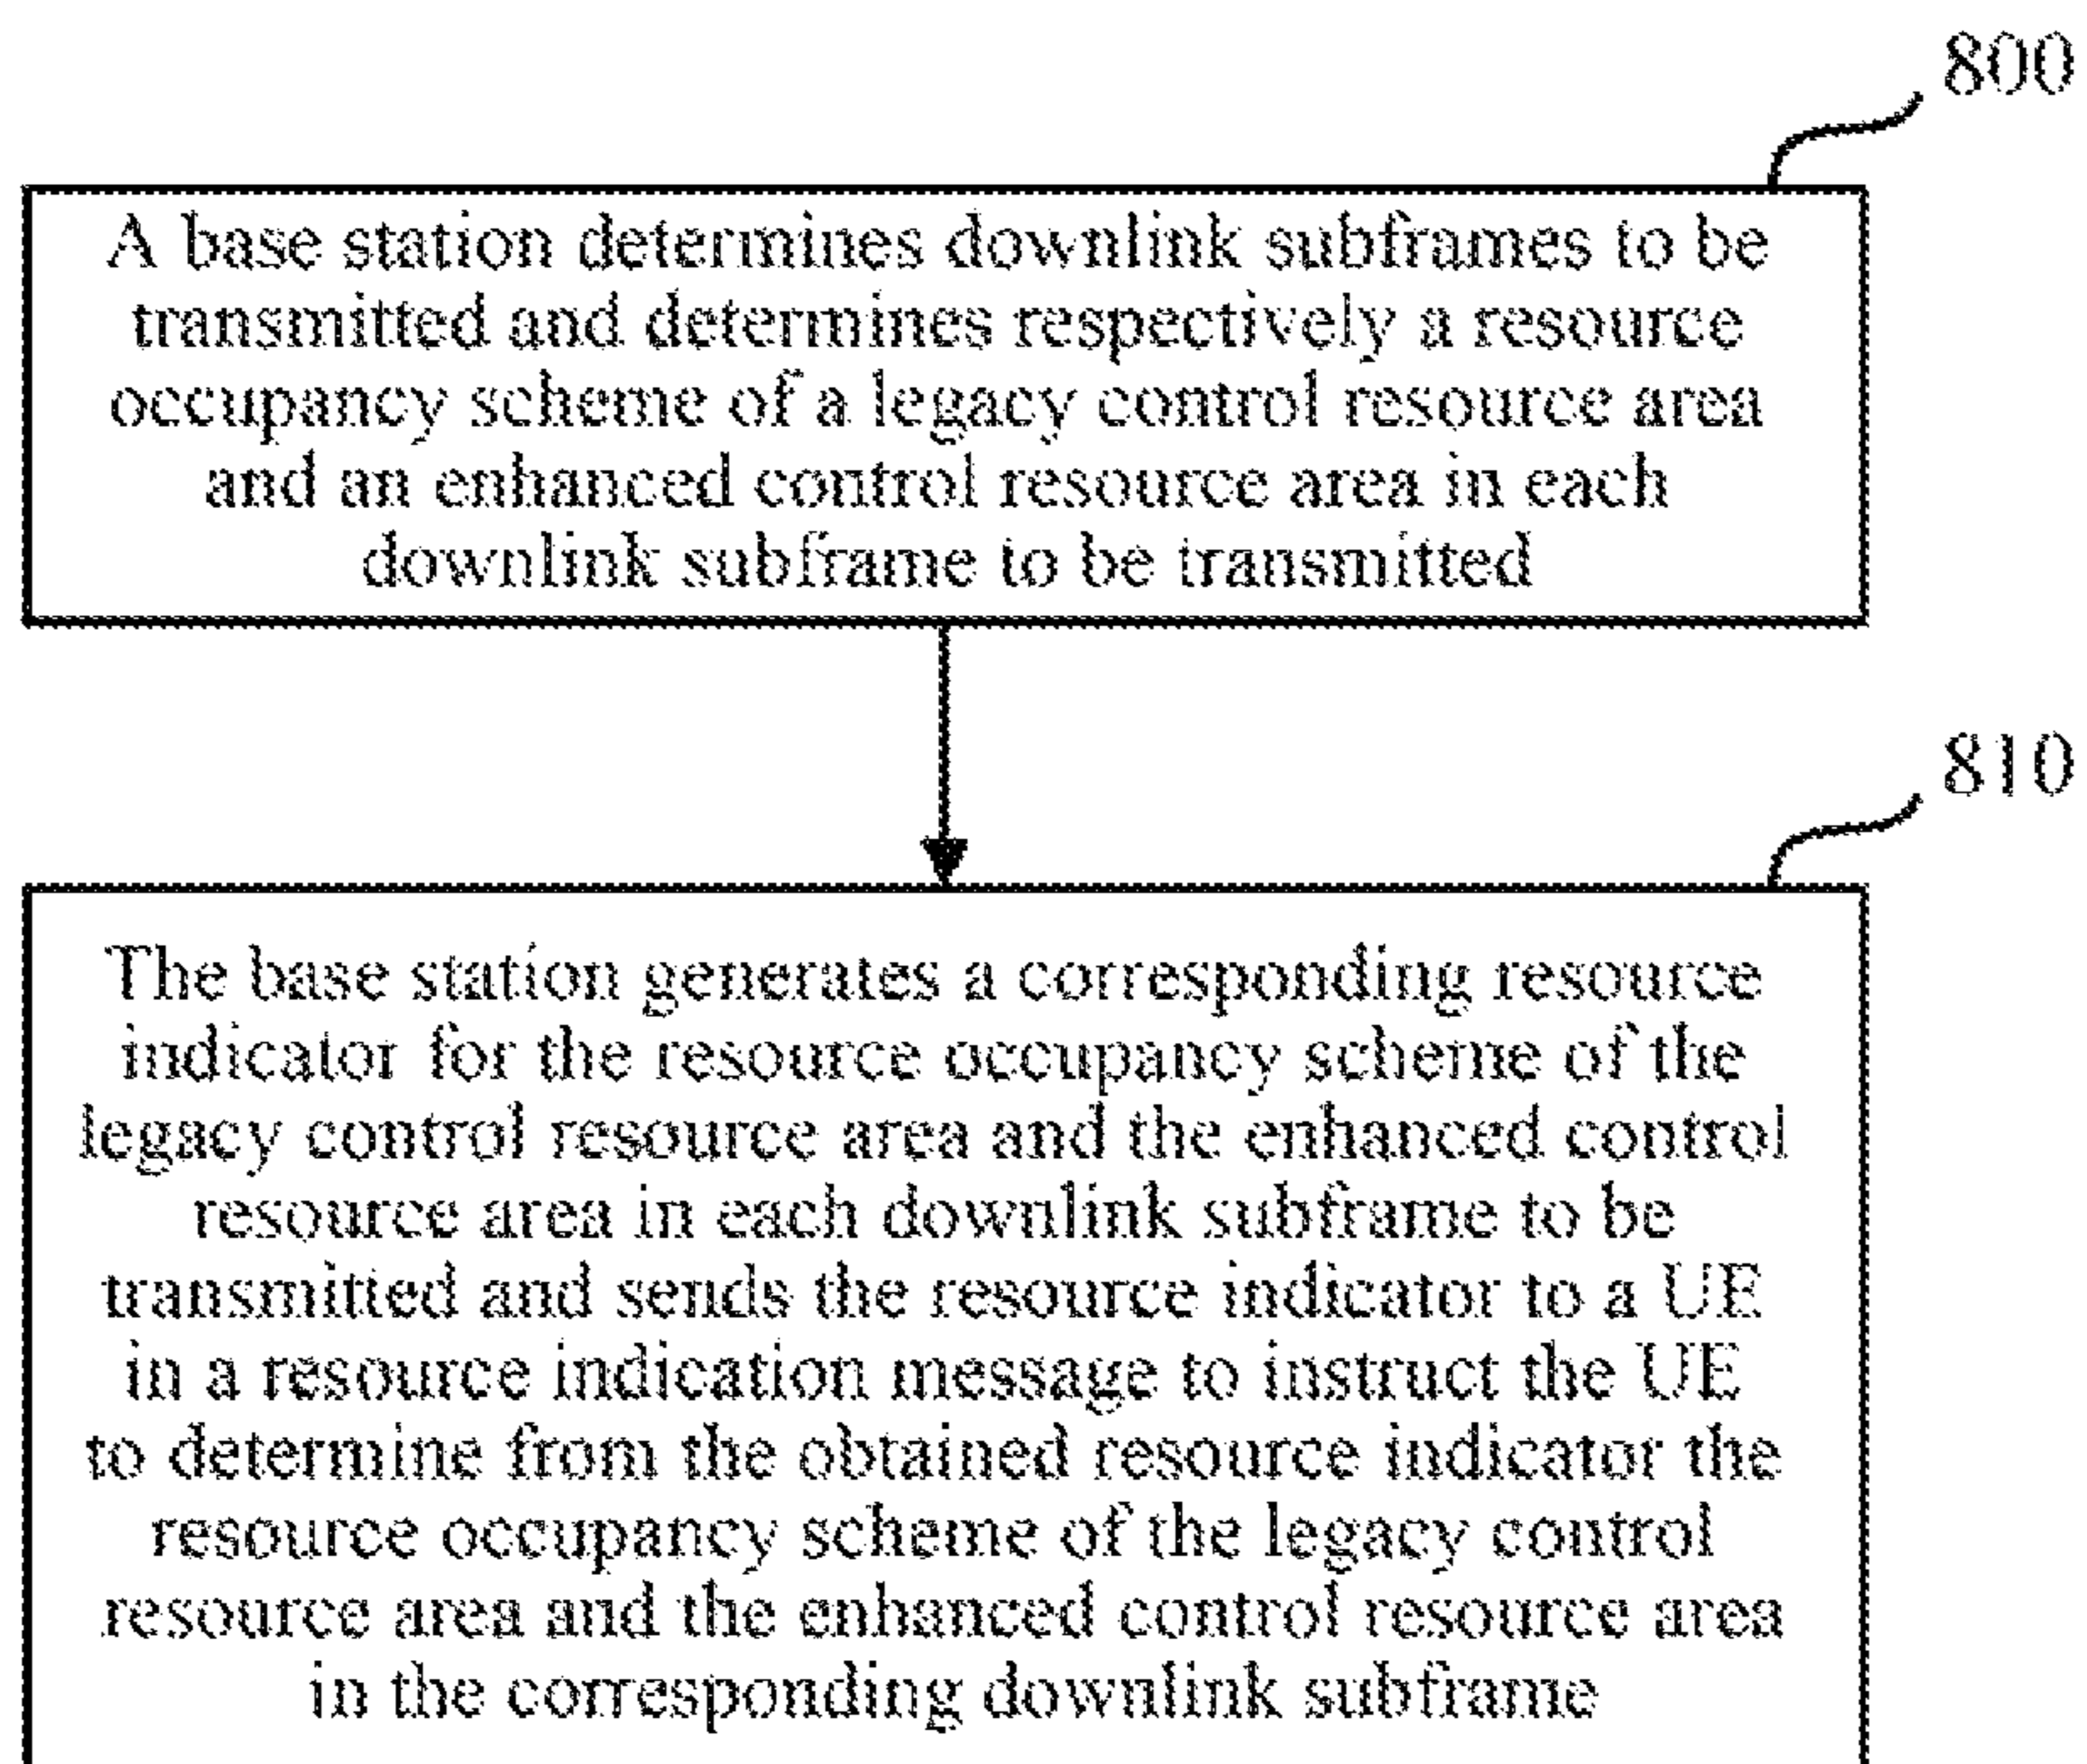 800
A base station determines downlink subframes to be
transmitted and determines respectively a resource
occupancy scheme of a legacy control resource area
and an enhanced control resource area in each
downlink subframe to be transmitted
810
The base station generates a corresponding resource
indicator for the resource occupancy scheme of the
legacy control resource area and the enhanced control
resource area in each downlink subframe to be
transmitted and sends the resource indicator to a UE
in a resource indication message to instruct the UE
to determine from the obtained resource indicator the
resource occupancy scheme of the legacy control
resource area and the enhanced control resource area
in the corresponding downlink subframe